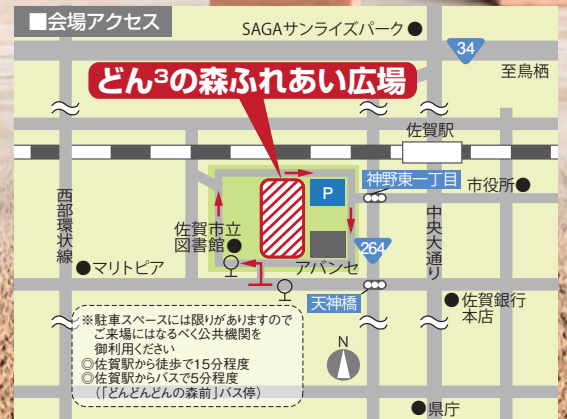 ■会場アクセス
SAGAサンライズパーク●
34
至鳥栖
どん³の森ふれあい広場
佐賀駅
P
神野東一丁目
市役所●
西部環状線
佐賀市立
図書館●
中央大通り
264
●マリトピア
アバンセ
天神橋
●佐賀銀行
本店
※駐車スペースには限りがありますので
ご来場にはなるべく公共機関を
御利用ください
◎佐賀駅から徒歩で15分程度
◎佐賀駅からバスで5分程度
（「どんどんどんの森前」バス停）
N
●県庁